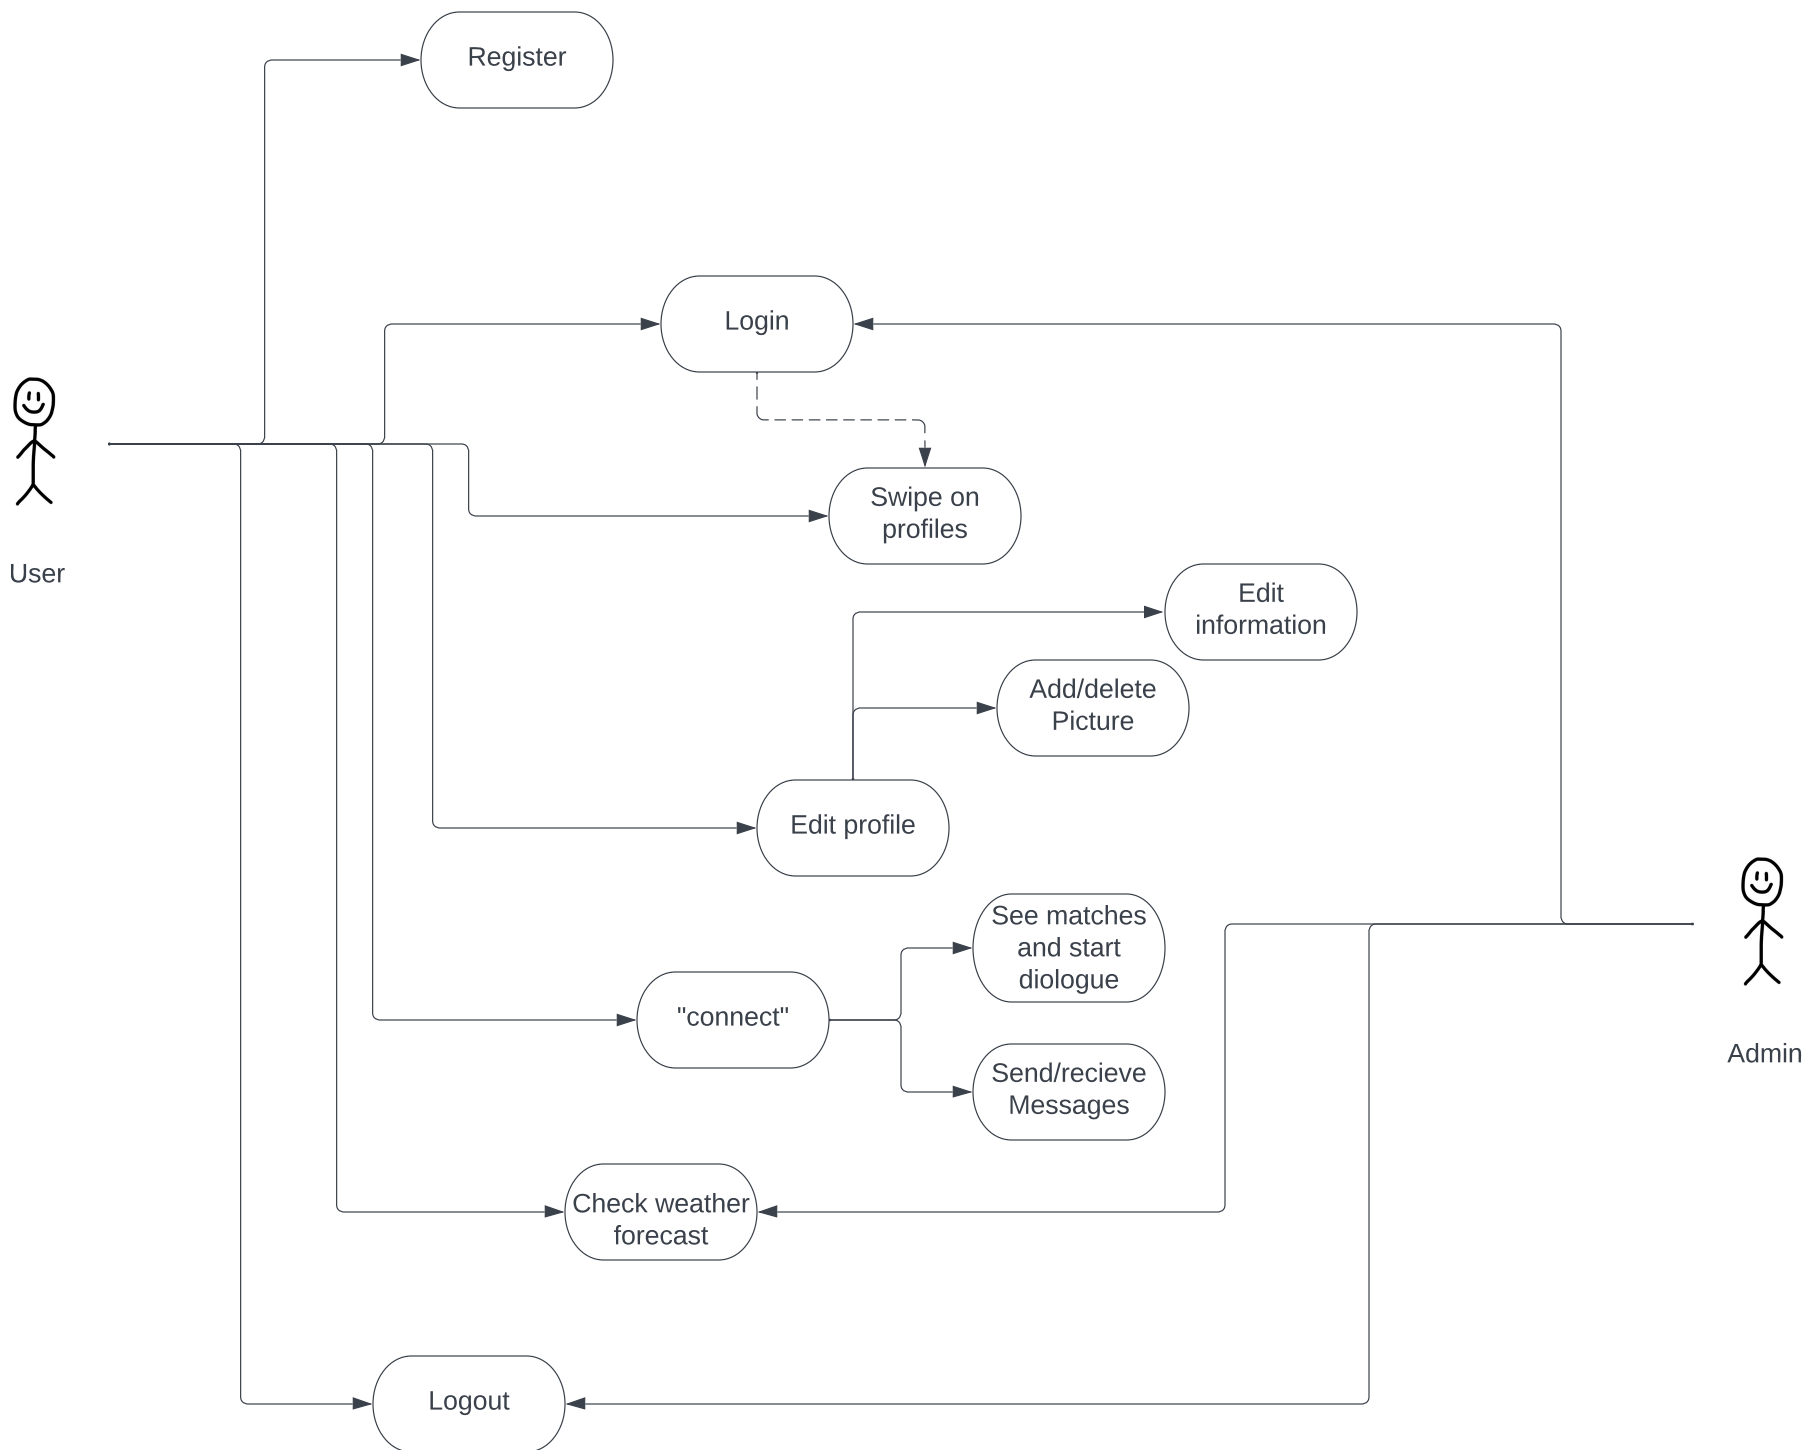 Register
Login
Swipe on
profiles
User
Edit
information
Add/delete
Picture
Edit profile
See matches
and start
diologue
"connect"
Send/recieve
Messages
Admin
Check weather
forecast
Logout